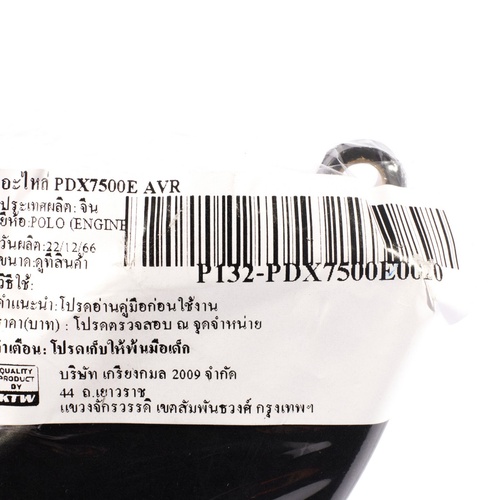 อะไหล่ PDX7500E AVR
ประเทศผลิต: จีน
ยี่ห้อ:POLO (ENGINE
วันผลิต:22/12/66
ขนาด:ดูที่สินค้า
วิธีใช้:
P132-PDX7500E0020
คำแนะนำ:โปรดอ่านคู่มือก่อนใช้งาน
ราคา(บาท) : โปรดตรวจสอบ ณ จุดจำหน่าย
คำเตือน: โปรดเก็บให้พ้นมือเด็ก
QUALITY
PRODUCT
BY
KTW
บริษัท เกรียงกมล 2009 จำกัด
44 ถ.เยาวราช
แขวงจักรวรรดิ เขตสัมพันธวงศ์ กรุงเทพฯ